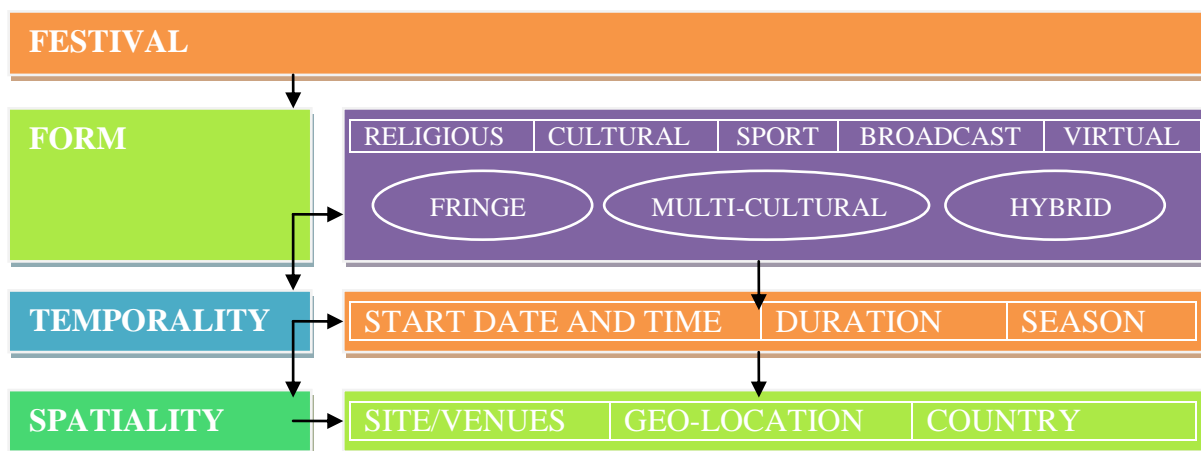 FESTIVAL
FORM
RELIGIOUS CULTURAL SPORT BROADCAST VIRTUAL
FRINGE MULTI-CULTURAL HYBRID
TEMPORALITY START DATE AND TIME DURATION SEASON
SPATIALITY SITE/VENUES GEO-LOCATION COUNTRY